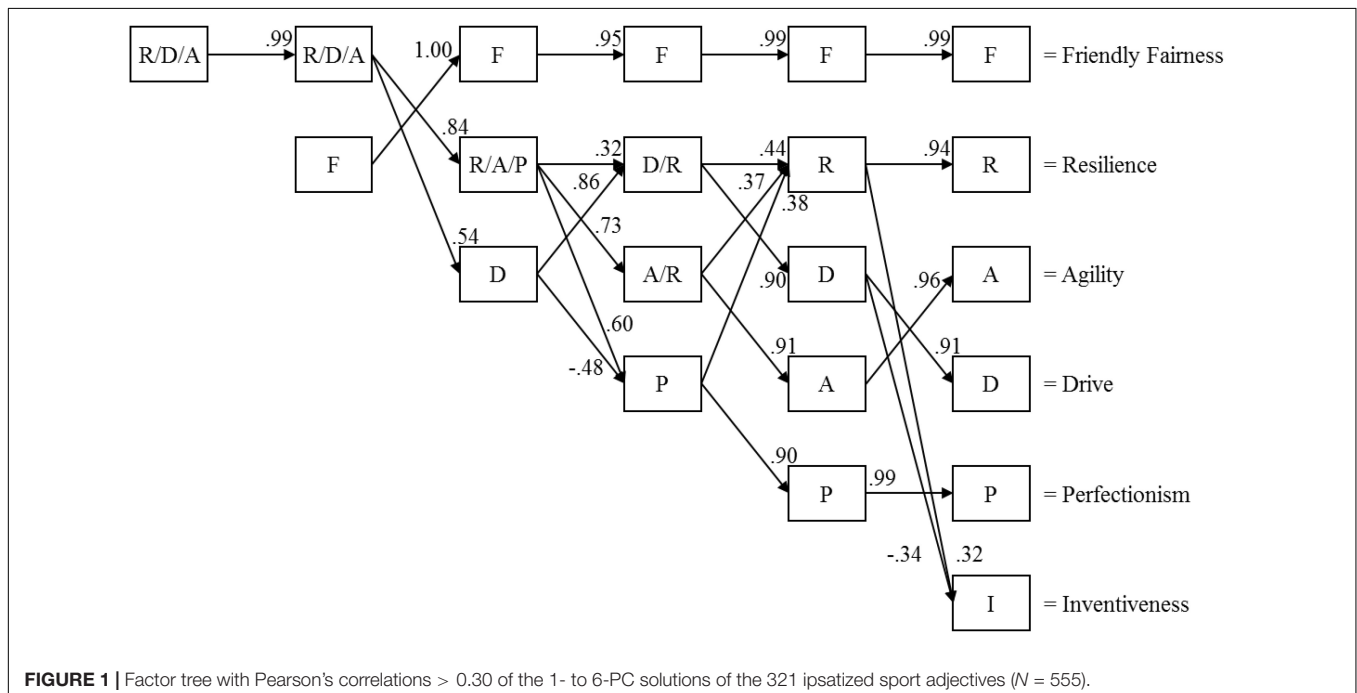 R/D/A .99 R/D/A 1.00 F .95 F .99 F .99 F = Friendly Fairness
F .84 R/A/P .32 D/R .44 R .94 R = Resilience
.86 .37 .38
.54 D .73 A/R .90 D .96 A = Agility
.60
-.48 P .91 A .91 D = Drive
.90 P .99 P = Perfectionism
-.34 .32
I = Inventiveness
FIGURE 1 | Factor tree with Pearson's correlations > 0.30 of the 1- to 6-PC solutions of the 321 ipsatized sport adjectives (N = 555).